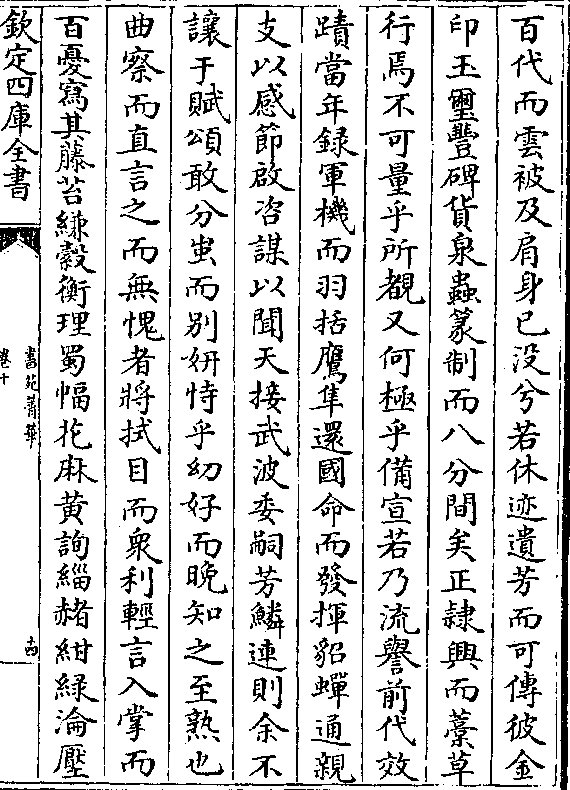 百代而雲被及肩身已没兮若休迹遺芳而可傳彼金
印玉璽豐碑貨泉蟲篆制而八分間矣正隷興而藁草
行焉不可量乎所覩又何極乎備宣若乃流譽前代效
蹟當年録軍機而羽括鷹隼還國命而發揮貂蟬通親
支以感節啟咨謀以聞天接武波委嗣芳鱗連則余不
讓于賦頌敢分蚩而别妍恃乎幼好而晩知之至熟也
曲察而直言之而無愧者將拭目而衆利輕言入掌而
百憂寫其藤苔縑縠衡理蜀幅花麻黄詢緇赭紺緑淪壓
欽定四庫全書
書苑菁華
卷十
十四